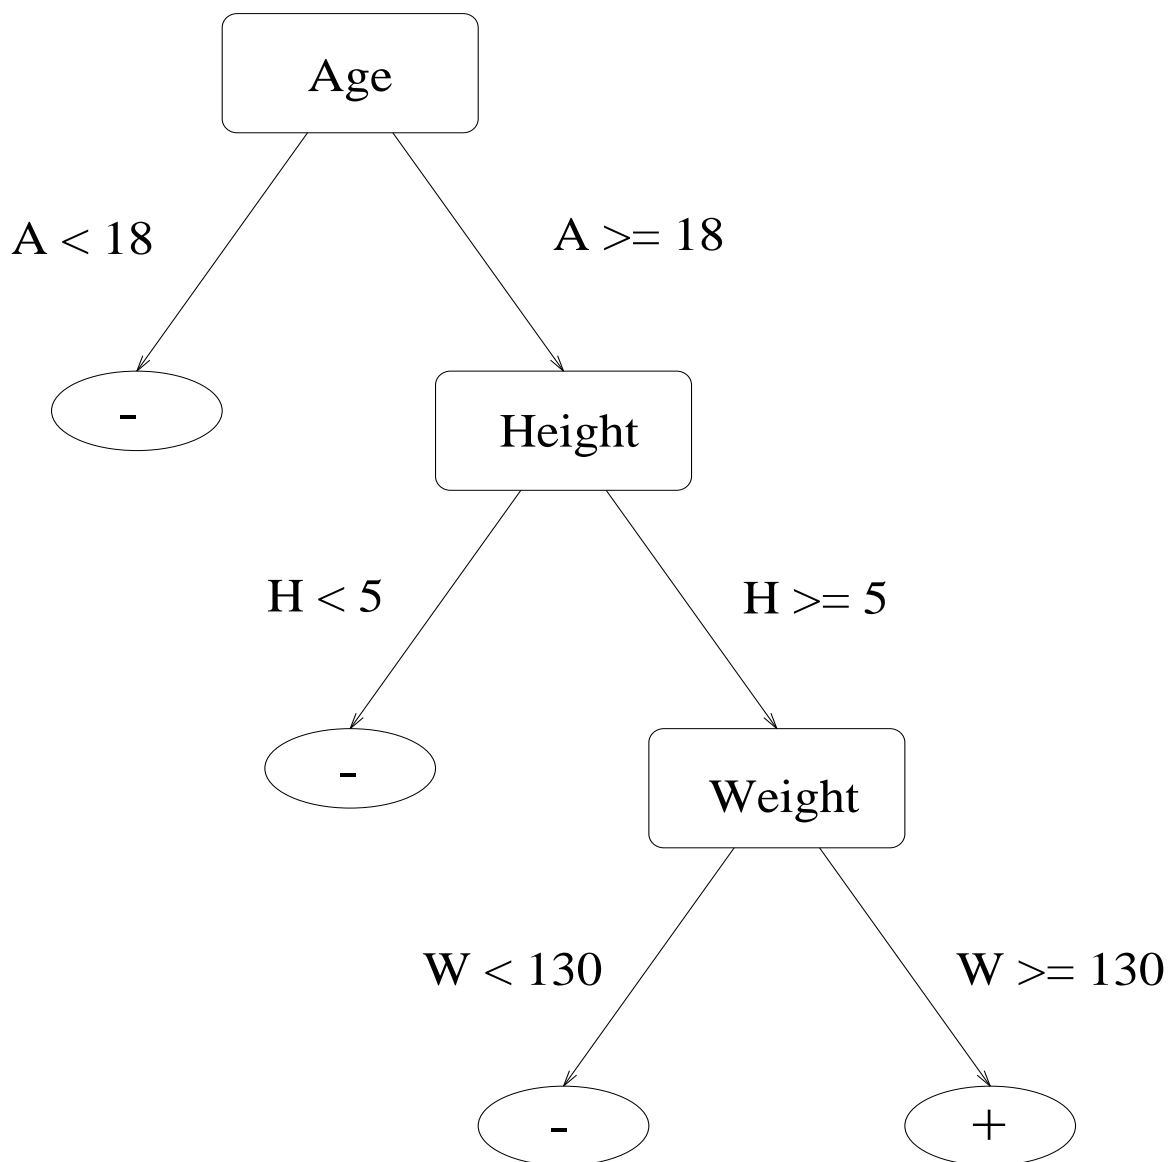 Age
A < 18
A >= 18
-
Height
H < 5
H >= 5
-
Weight
W < 130
W >= 130
-
+